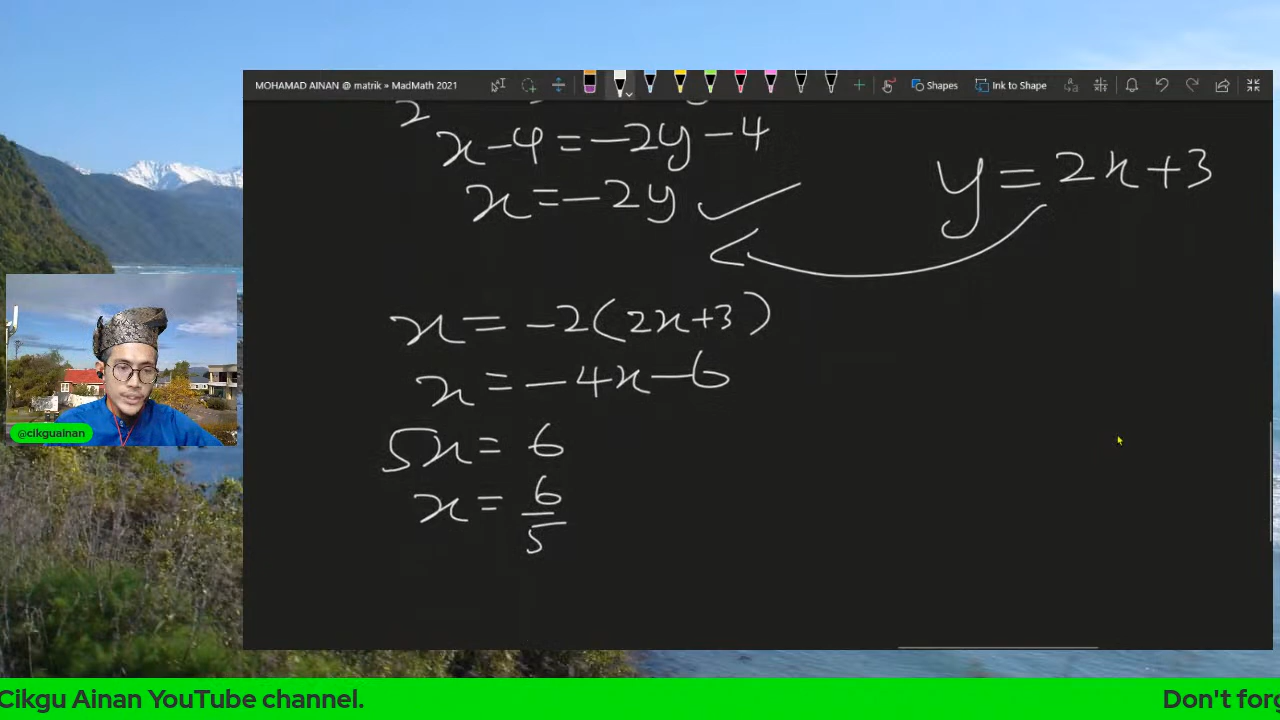 MOHAMAD AINAN @ matrik » MadMath 2021
Shapes
Ink to Shape
2
x-4=-2y-4
x=-2y
y=2x+3
x=-2(2x+3)
x=-4x-6
5x=6
x=6/5
@cikguainan
Cikgu Ainan YouTube channel.
Don't forg